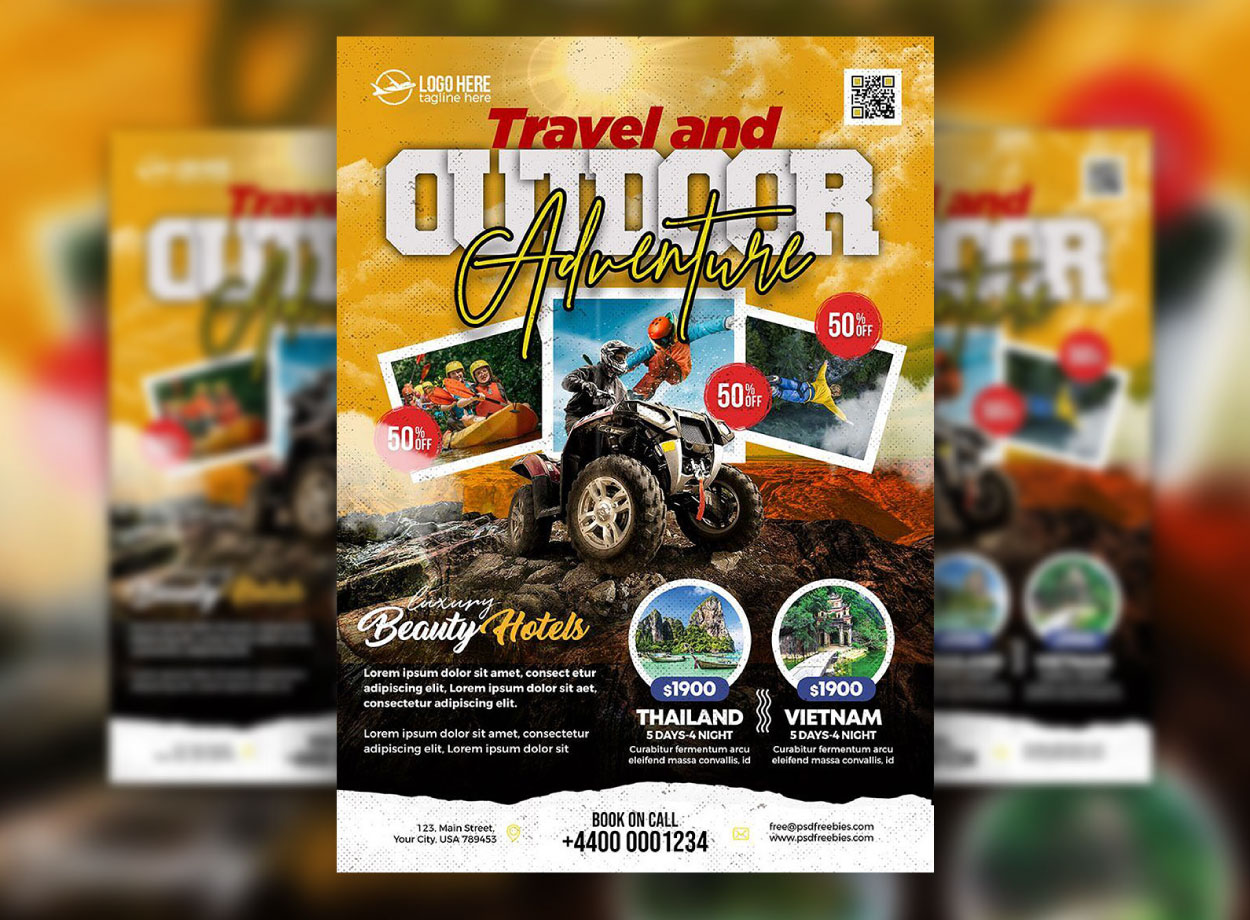 LOGO HERE
tagline here
Travel and
OUTDOOR
Adventure
50% OFF
50% OFF
50% OFF
luxury
Beauty Hotels
Lorem ipsum dolor sit amet, consect etur
adipiscing elit, Lorem ipsum dolor sit aet,
consectetur adipiscing elit.
Lorem ipsum dolor sit amet, consectetur
adipiscing elit, Lorem ipsum dolor sit
$1900
THAILAND
5 DAYS-4 NIGHT
Curabitur fermentum arcu
eleifend massa convallis, id
$1900
VIETNAM
5 DAYS-4 NIGHT
Curabitur fermentum arcu
eleifend massa convallis, id
123, Main Street,
Your City, USA 789453
BOOK ON CALL
+4400 0001234
free@psdfreebies.com
www.psdfreebies.com